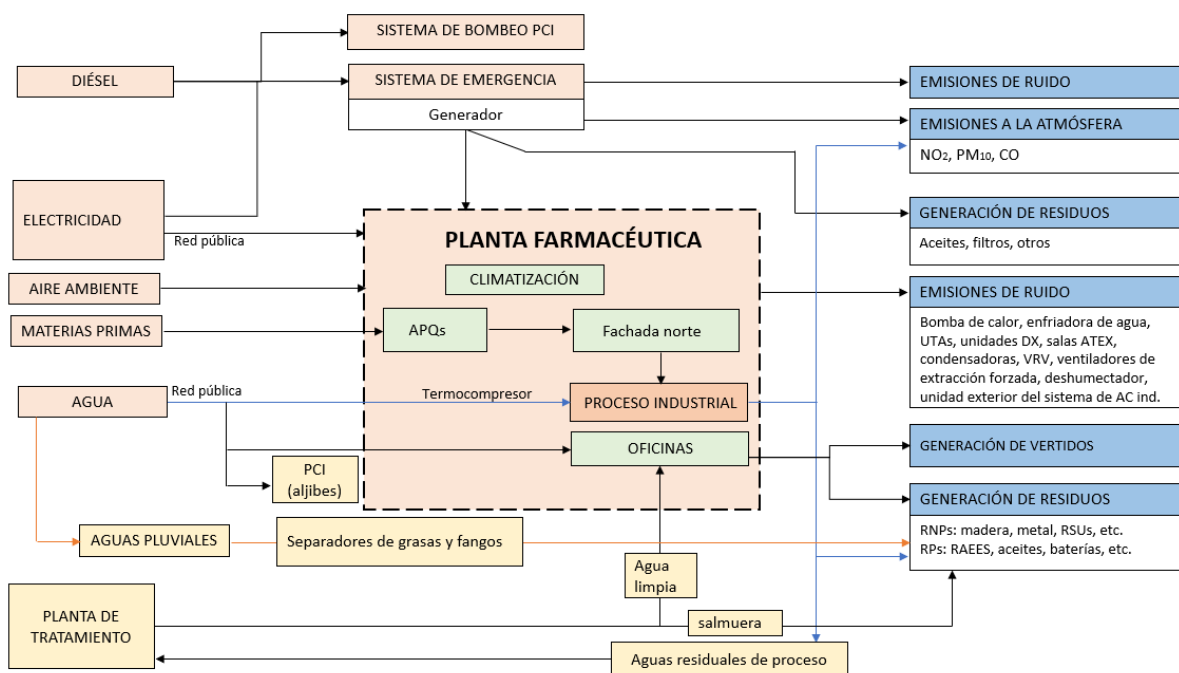 SISTEMA DE BOMBEO PCI
DIÉSEL
SISTEMA DE EMERGENCIA
Generador
EMISIONES DE RUIDO
EMISIONES A LA ATMÓSFERA
NO₂, PM₁₀, CO
ELECTRICIDAD
Red pública
GENERACIÓN DE RESIDUOS
Aceites, filtros, otros
PLANTA FARMACÉUTICA
CLIMATIZACIÓN
AIRE AMBIENTE
MATERIAS PRIMAS
APQs
Fachada norte
EMISIONES DE RUIDO
Bomba de calor, enfriadora de agua,
UTAs, unidades DX, salas ATEX,
condensadoras, VRV, ventiladores de
extracción forzada, deshumectador,
unidad exterior del sistema de AC ind.
AGUA
Red pública
Termocompresor
PROCESO INDUSTRIAL
OFICINAS
GENERACIÓN DE VERTIDOS
PCI
(aljibes)
GENERACIÓN DE RESIDUOS
RNPs: madera, metal, RSUs, etc.
RPs: RAEES, aceites, baterías, etc.
AGUAS PLUVIALES
Separadores de grasas y fangos
Agua
limpia
PLANTA DE
TRATAMIENTO
salmuera
Aguas residuales de proceso